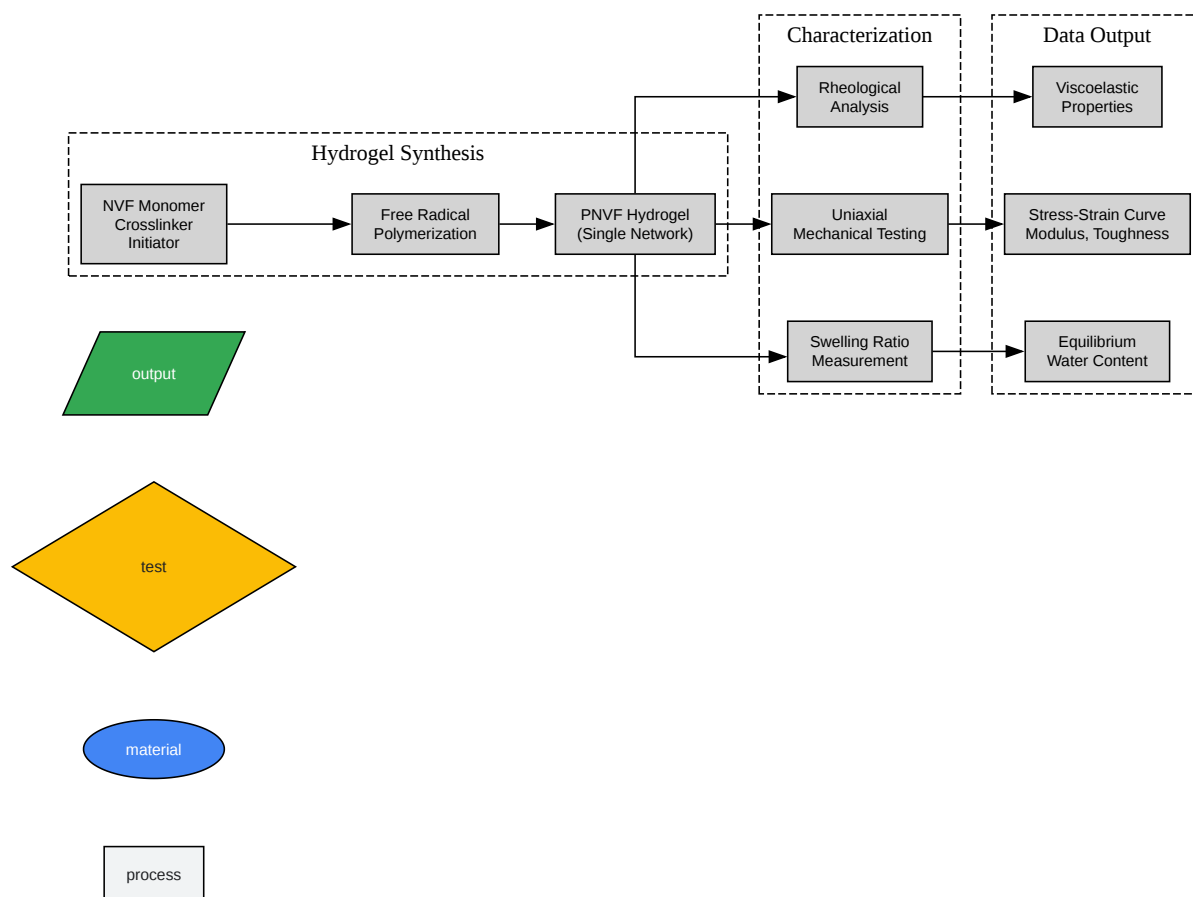 Characterization
Data Output
Rheological
Analysis
Viscoelastic
Properties
Hydrogel Synthesis
NVF Monomer
Crosslinker
Initiator
Free Radical
Polymerization
PNVF Hydrogel
(Single Network)
Uniaxial
Mechanical Testing
Stress-Strain Curve
Modulus, Toughness
Swelling Ratio
Measurement
Equilibrium
Water Content
output
test
material
process